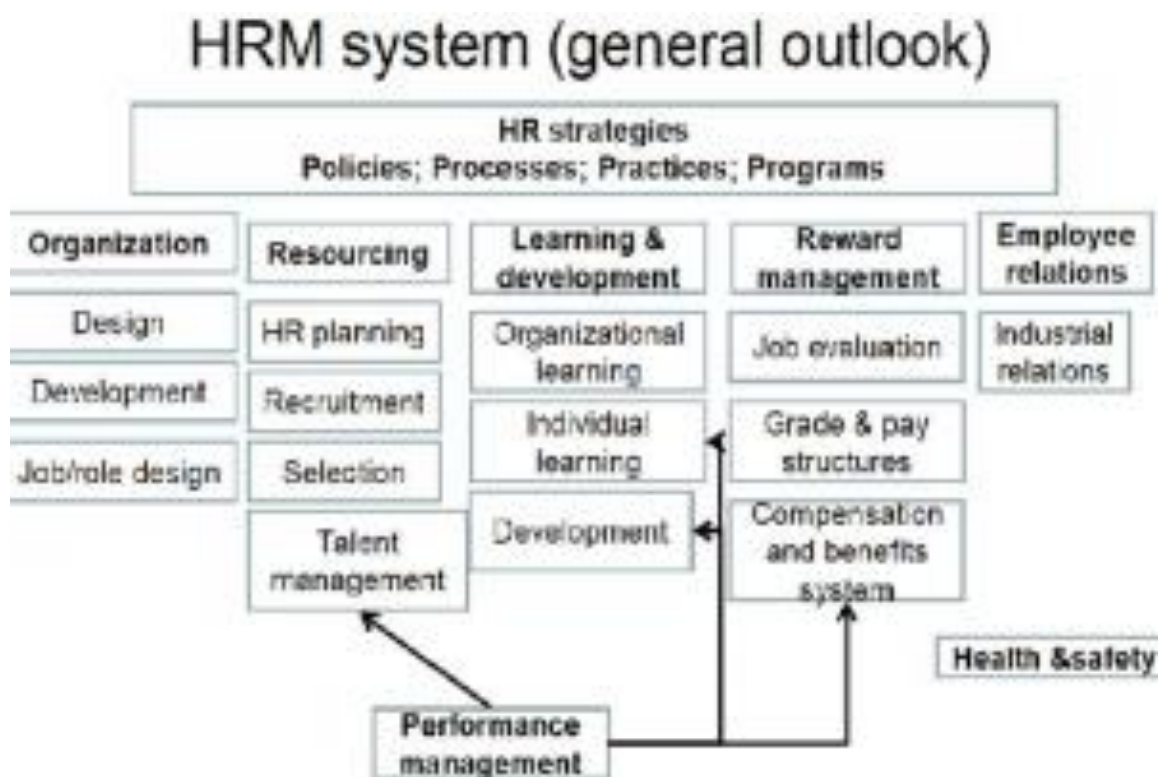 HRM system (general outlook)
HR strategies
Policies; Processes; Practices; Programs
Organization
Design
Development
Job/role design
Resourcing
HR planning
Recruitment
Selection
Talent
management
Learning &
development
Organizational
learning
Individual
learning
Development
Reward
management
Job evaluation
Grade & pay
structures
Compensation
and benefits
system
Employee
relations
Industrial
relations
Health &safety
Performance
management